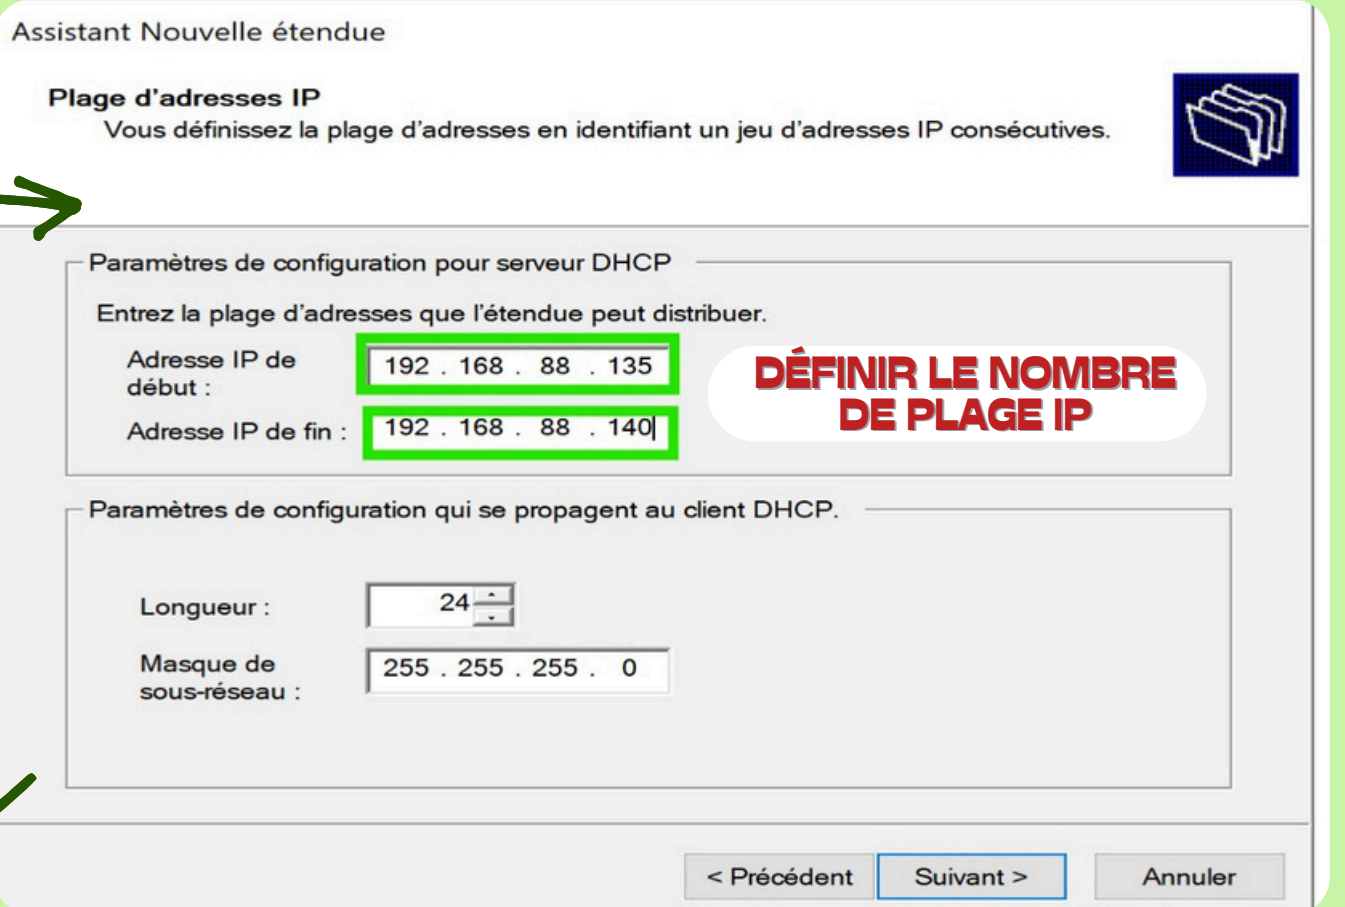 Assistant Nouvelle étendue
Plage d'adresses IP
Vous définissez la plage d'adresses en identifiant un jeu d'adresses IP consécutives.
Paramètres de configuration pour serveur DHCP
Entrez la plage d'adresses que l'étendue peut distribuer.
Adresse IP de
début :
192 . 168 . 88 . 135
Adresse IP de fin :
192 . 168 . 88 . 140
DÉFINIR LE NOMBRE
DE PLAGE IP
Paramètres de configuration qui se propagent au client DHCP.
Longueur :
24
Masque de
sous-réseau :
255 . 255 . 255 . 0
< Précédent
Suivant >
Annuler